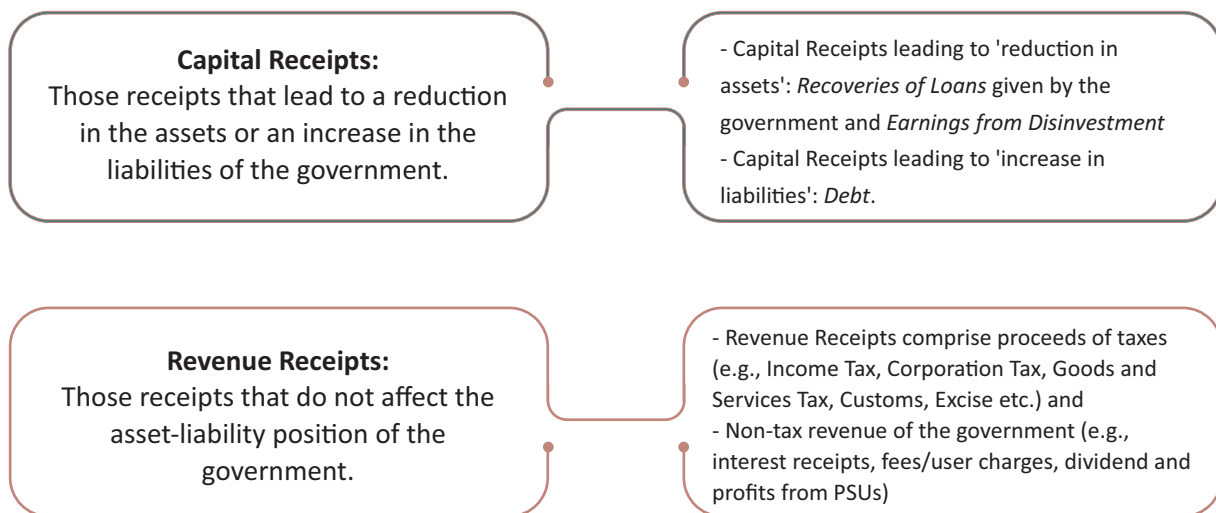 Capital Receipts:
Those receipts that lead to a reduction
in the assets or an increase in the
liabilities of the government.
- Capital Receipts leading to 'reduction in
assets': Recoveries of Loans given by the
government and Earnings from Disinvestment
- Capital Receipts leading to 'increase in
liabilities': Debt.
Revenue Receipts:
Those receipts that do not affect the
asset-liability position of the
government.
- Revenue Receipts comprise proceeds of taxes
(e.g., Income Tax, Corporation Tax, Goods and
Services Tax, Customs, Excise etc.) and
- Non-tax revenue of the government (e.g.,
interest receipts, fees/user charges, dividend and
profits from PSUs)